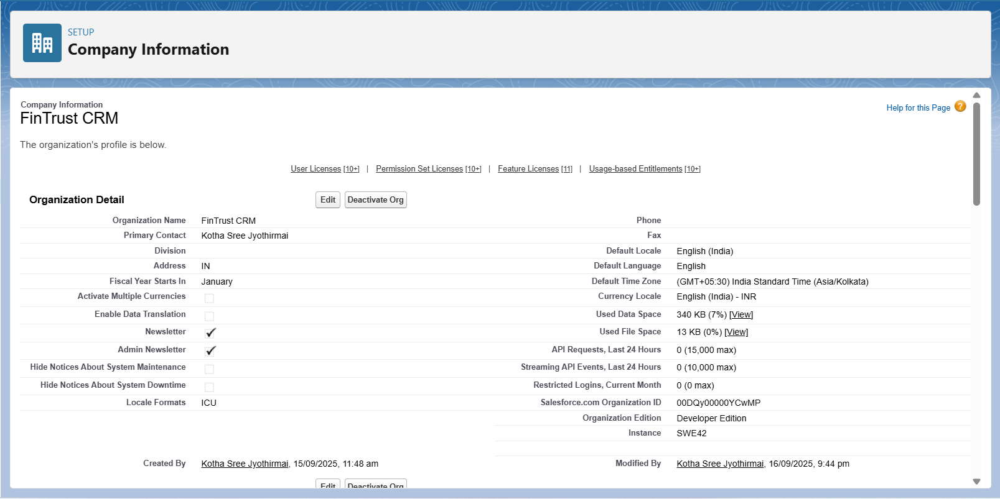 SETUP
Company Information
Company Information
FinTrust CRM
Help for this Page ?
The organization's profile is below.
User Licenses [10+] | Permission Set Licenses [10+] | Feature Licenses [11] | Usage-based Entitlements [10+]
Organization Detail Edit Deactivate Org
Organization Name FinTrust CRM Phone
Primary Contact Kotha Sree Jyothirmai Fax
Division Default Locale English (India)
Address IN Default Language English
Fiscal Year Starts In January Default Time Zone (GMT+05:30) India Standard Time (Asia/Kolkata)
Activate Multiple Currencies Currency Locale English (India) - INR
Enable Data Translation Used Data Space 340 KB (7%) [View]
Newsletter Used File Space 13 KB (0%) [View]
Admin Newsletter API Requests, Last 24 Hours 0 (15,000 max)
Hide Notices About System Maintenance Streaming API Events, Last 24 Hours 0 (10,000 max)
Hide Notices About System Downtime Restricted Logins, Current Month 0 (0 max)
Locale Formats ICU Salesforce.com Organization ID 00DQy00000YCwMP
Organization Edition Developer Edition
Instance SWE42
Created By Kotha Sree Jyothirmai, 15/09/2025, 11:48 am Modified By Kotha Sree Jyothirmai, 16/09/2025, 9:44 pm
Edit Deactivate Org